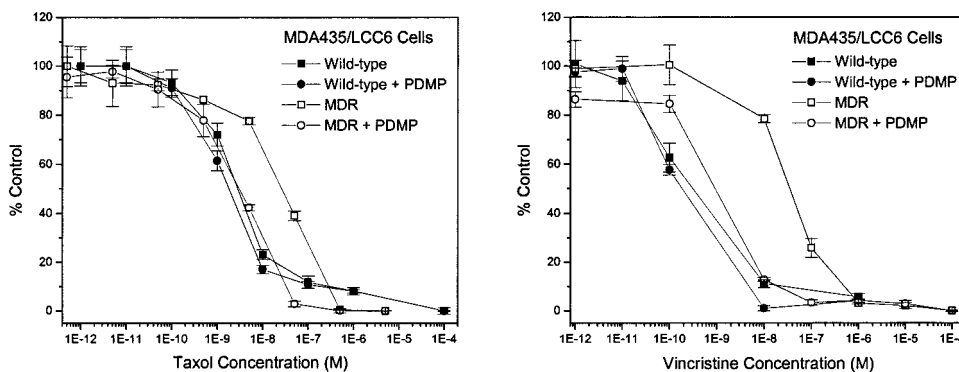 120
100
80
60
40
20
0
% Control
MDA435/LCC6 Cells
Wild-type
Wild-type + PDMP
MDR
MDR + PDMP
1E-12 1E-11 1E-10 1E-9 1E-8 1E-7 1E-6 1E-5 1E-4
Taxol Concentration (M)
120
100
80
60
40
20
0
% Control
MDA435/LCC6 Cells
Wild-type
Wild-type + PDMP
MDR
MDR + PDMP
1E-12 1E-11 1E-10 1E-9 1E-8 1E-7 1E-6 1E-5 1E-4
Vincristine Concentration (M)